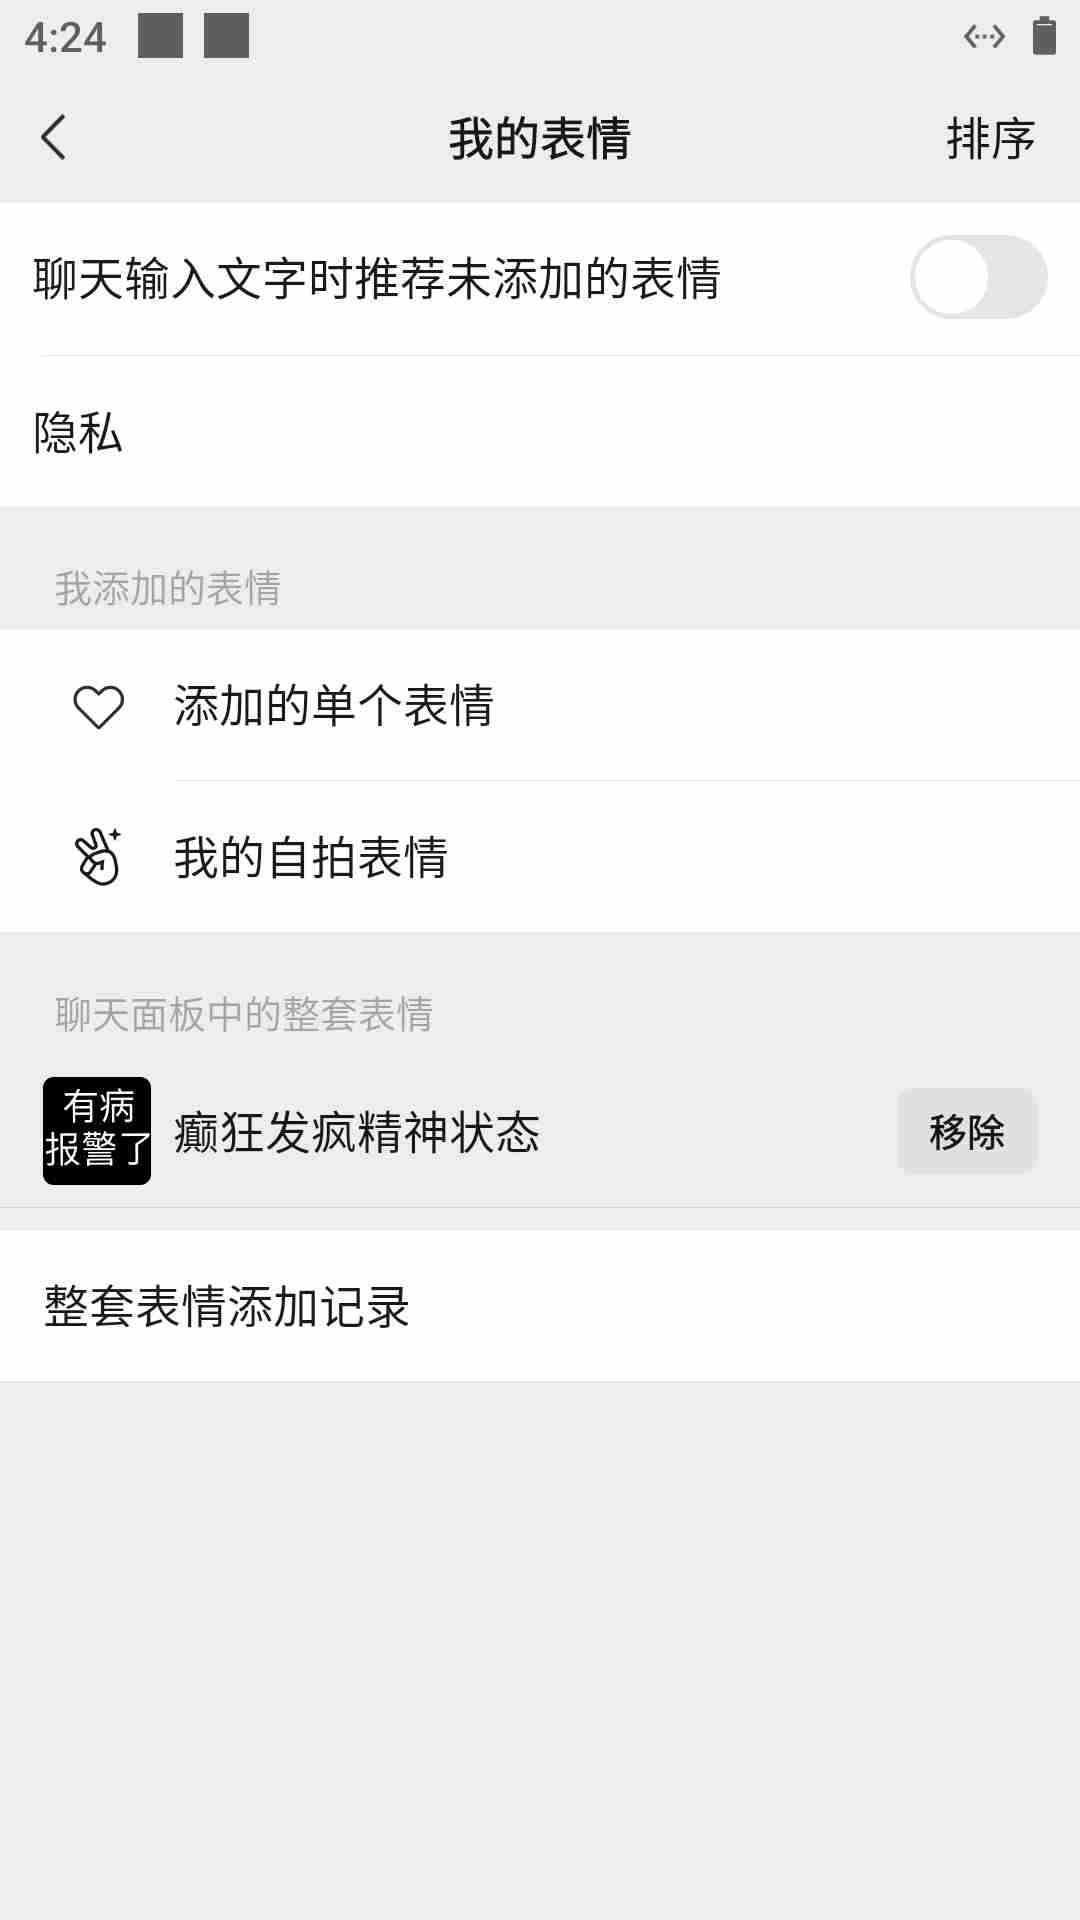 4:24
我的表情
排序
聊天输入文字时推荐未添加的表情
隐私
我添加的表情
添加的单个表情
我的自拍表情
聊天面板中的整套表情
有病
报警了
癫狂发疯精神状态
移除
整套表情添加记录